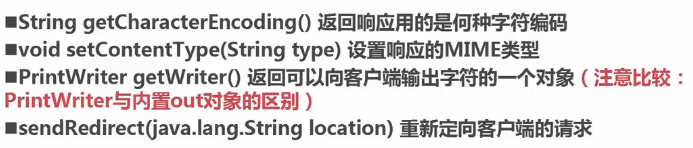 ■String getCharacterEncoding() 返回响应用的是何种字符编码
■void setContentType(String type) 设置响应的MIME类型
■PrintWriter getWriter() 返回可以向客户端输出字符的一个对象（注意比较：
PrintWriter与内置out对象的区别）
■sendRedirect(java.lang.String location) 重新定向客户端的请求